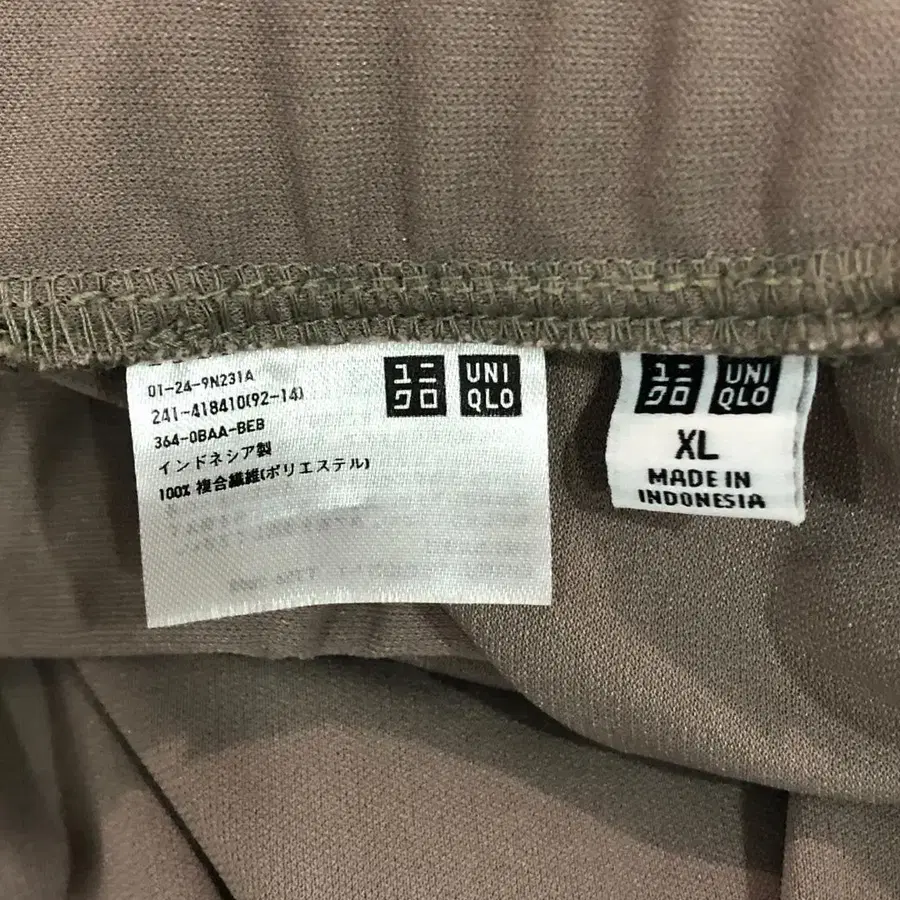 01-24-9N231A
241-418410(92-14)
364-0BAA-BEB
インドネシア製
100% 複合繊維(ポリエステル)
ユニ
クロ
UNI
QLO
ユニ
クロ
UNI
QLO
XL
MADE IN
INDONESIA